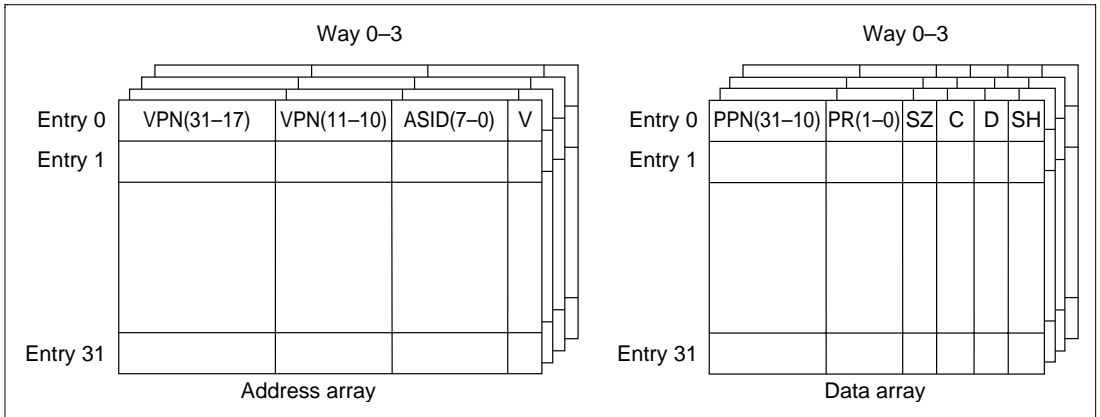 Way 0–3
Entry 0 VPN(31–17) VPN(11–10) ASID(7–0) V
Entry 1
Entry 31
Address array
Way 0–3
Entry 0 PPN(31–10) PR(1–0) SZ C D SH
Entry 1
Entry 31
Data array